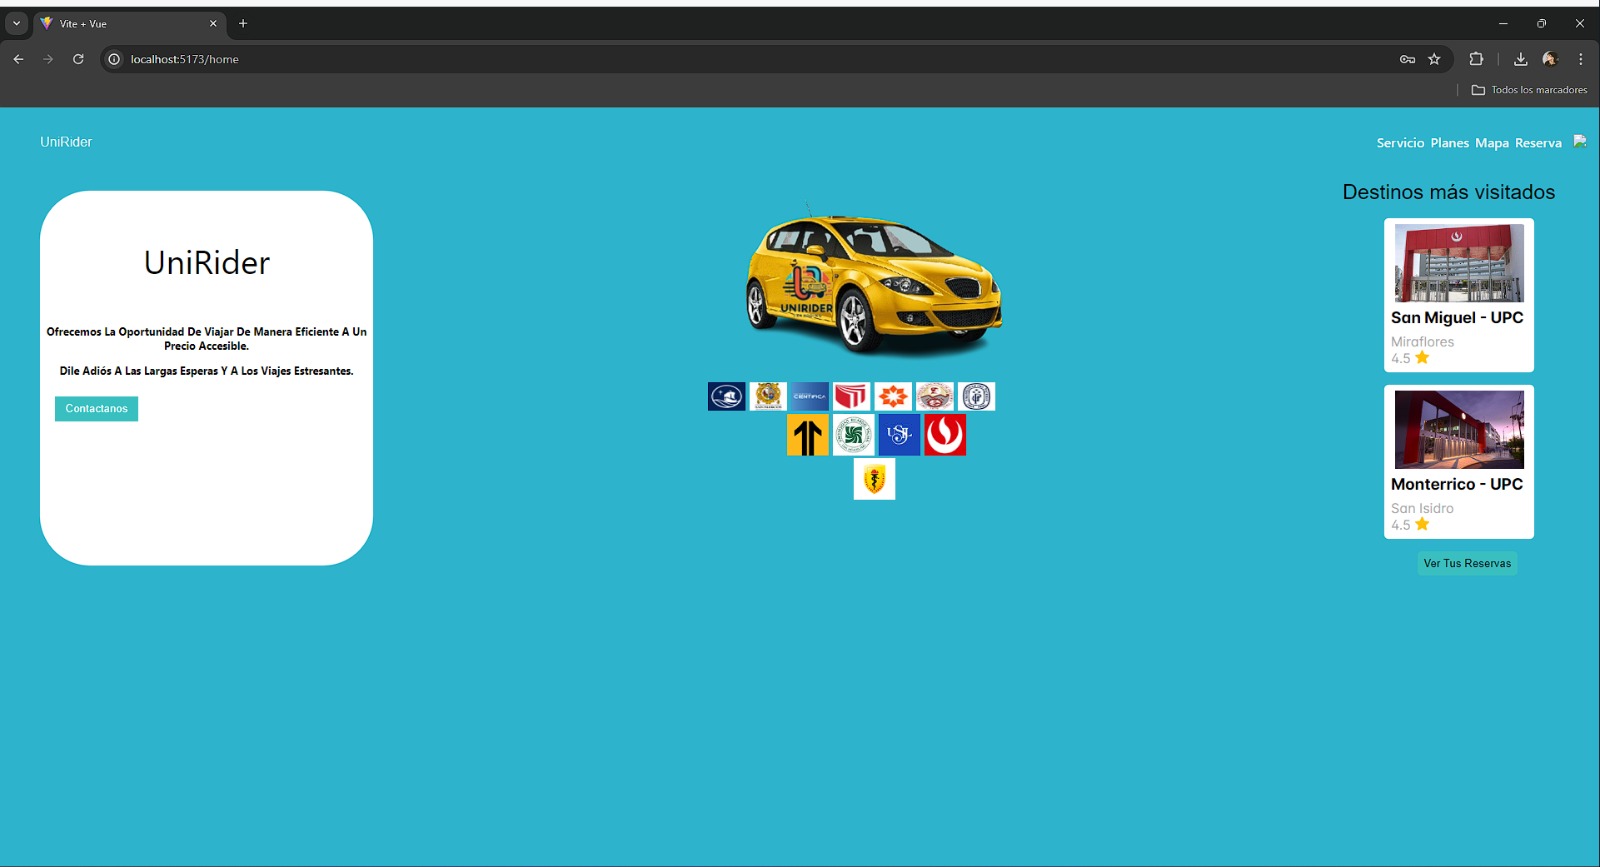 Vite + Vue
localhost:5173/home
Todos los marcadores
UniRider
Servicio Planes Mapa Reserva
Destinos más visitados
UniRider
Ofrecemos La Oportunidad De Viajar De Manera Eficiente A Un
Precio Accesible.
Dile Adiós A Las Largas Esperas Y A Los Viajes Estresantes.
Contactanos
UNIRIDER
CIENTIFICA
USIL
San Miguel - UPC
Miraflores
4.5
Monterrico - UPC
San Isidro
4.5
Ver Tus Reservas